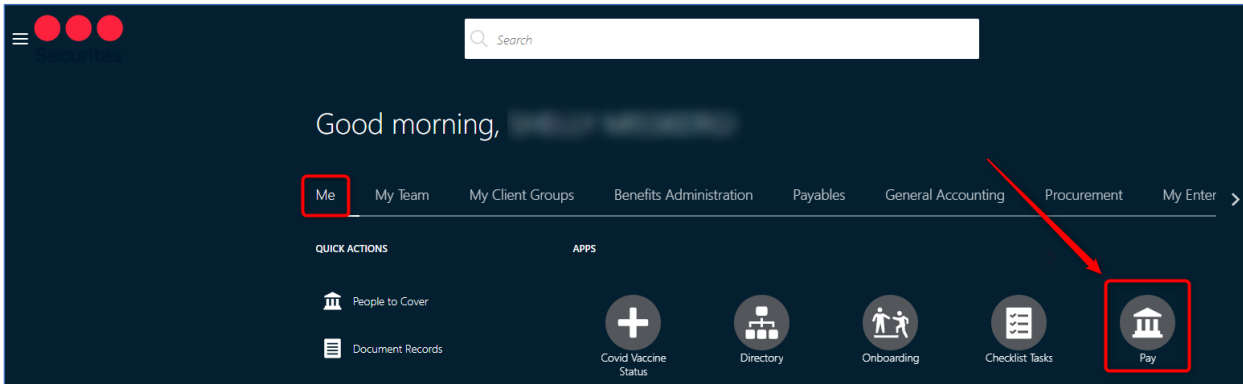 Securitas
Search
Good morning,
Me My Team My Client Groups Benefits Administration Payables General Accounting Procurement My Enter
QUICK ACTIONS
APPS
People to Cover
Document Records
Covid Vaccine
Status
Directory
Onboarding
Checklist Tasks
Pay